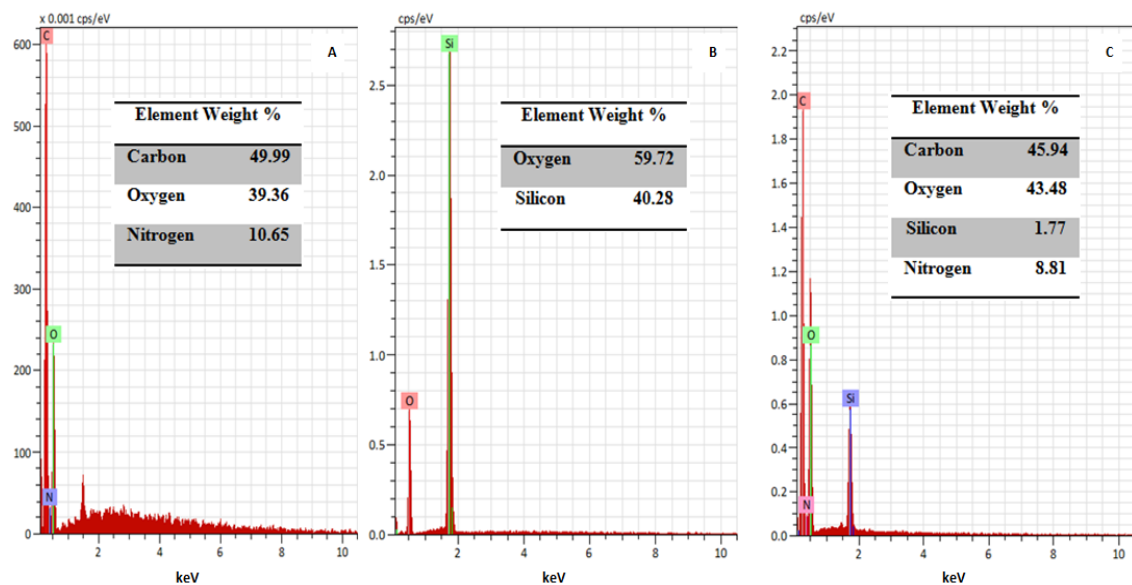 x 0.001 cps/eV
A
C
600
500
400
300
200
100
0
O
N
2
4
6
8
10
keV
Element Weight %
Carbon 49.99
Oxygen 39.36
Nitrogen 10.65
cps/eV
B
Si
2.5
2.0
1.5
1.0
0.5
0.0
O
2
4
6
8
10
keV
Element Weight %
Oxygen 59.72
Silicon 40.28
cps/eV
C
2.2
2.0
1.8
1.6
1.4
1.2
1.0
0.8
0.6
0.4
0.2
0.0
C
O
Si
N
2
4
6
8
10
keV
Element Weight %
Carbon 45.94
Oxygen 43.48
Silicon 1.77
Nitrogen 8.81